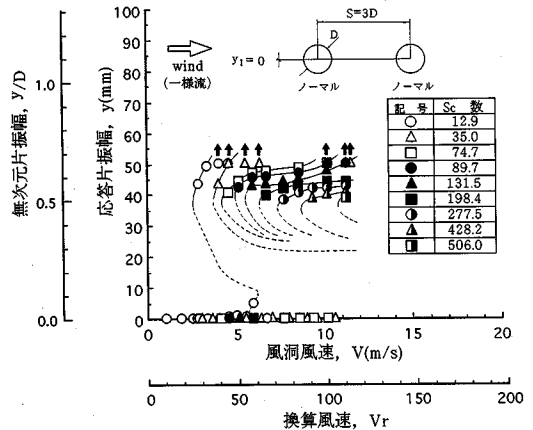 無次元片振幅, y/D
1.0
0.5
0.0
応答片振幅, y(mm)
100
90
80
70
60
50
40
30
20
10
0
wind
(一様流)
S=3D
D
y₁=0
ノーマル
ノーマル
記 号 Sc 数
○ 12.9
△ 35.0
□ 74.7
● 89.7
▲ 131.5
■ 198.4
◑ 277.5
◮ 428.2
◨ 506.0
0 5 10 15 20
風洞風速, V(m/s)
0 50 100 150 200
換算風速, Vr